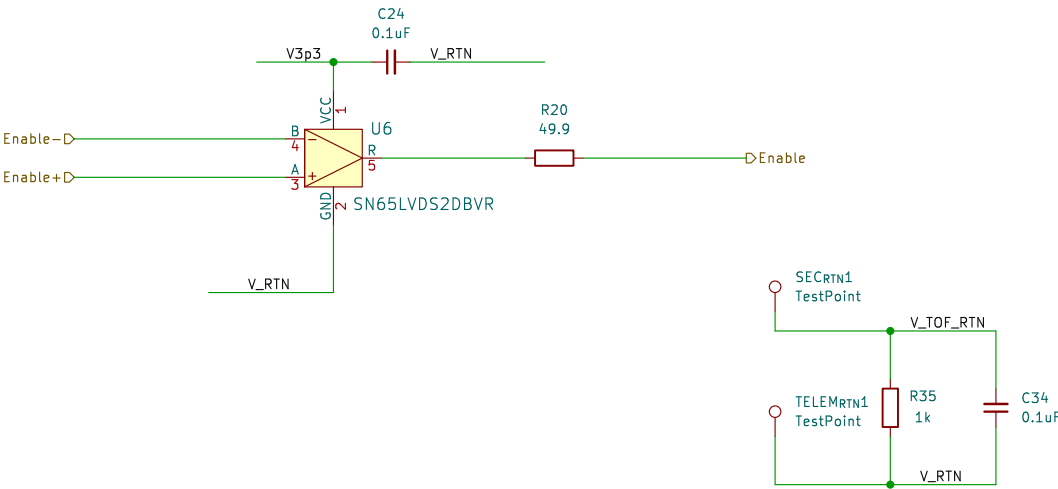 C24
0.1uF
V3p3
V_RTN
VCC
1
Enable-
B
4
U6
R20
49.9
R
5
Enable
Enable+
A
3
GND
2
SN65LVDS2DBVR
V_RTN
SECRTN1
TestPoint
V_TOF_RTN
TELEMRTN1
TestPoint
R35
1k
C34
0.1uF
V_RTN